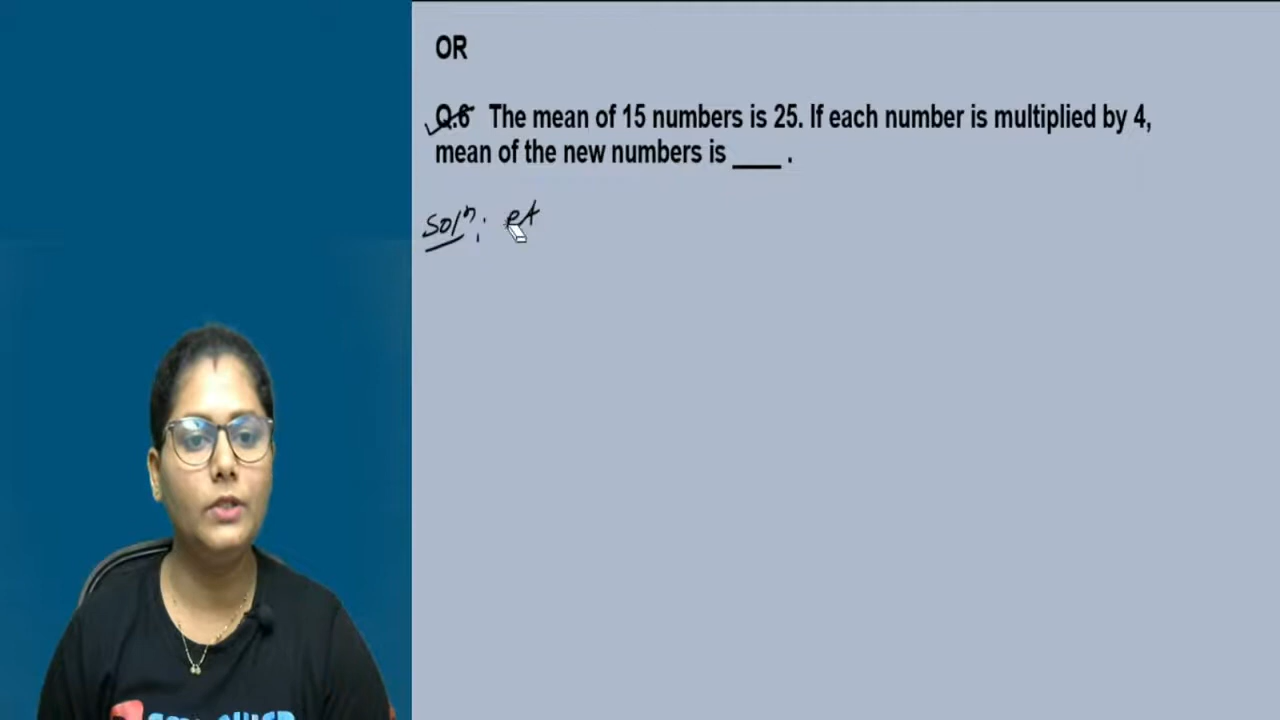 OR
Q.6 The mean of 15 numbers is 25. If each number is multiplied by 4,
mean of the new numbers is ____ .
Solⁿ: